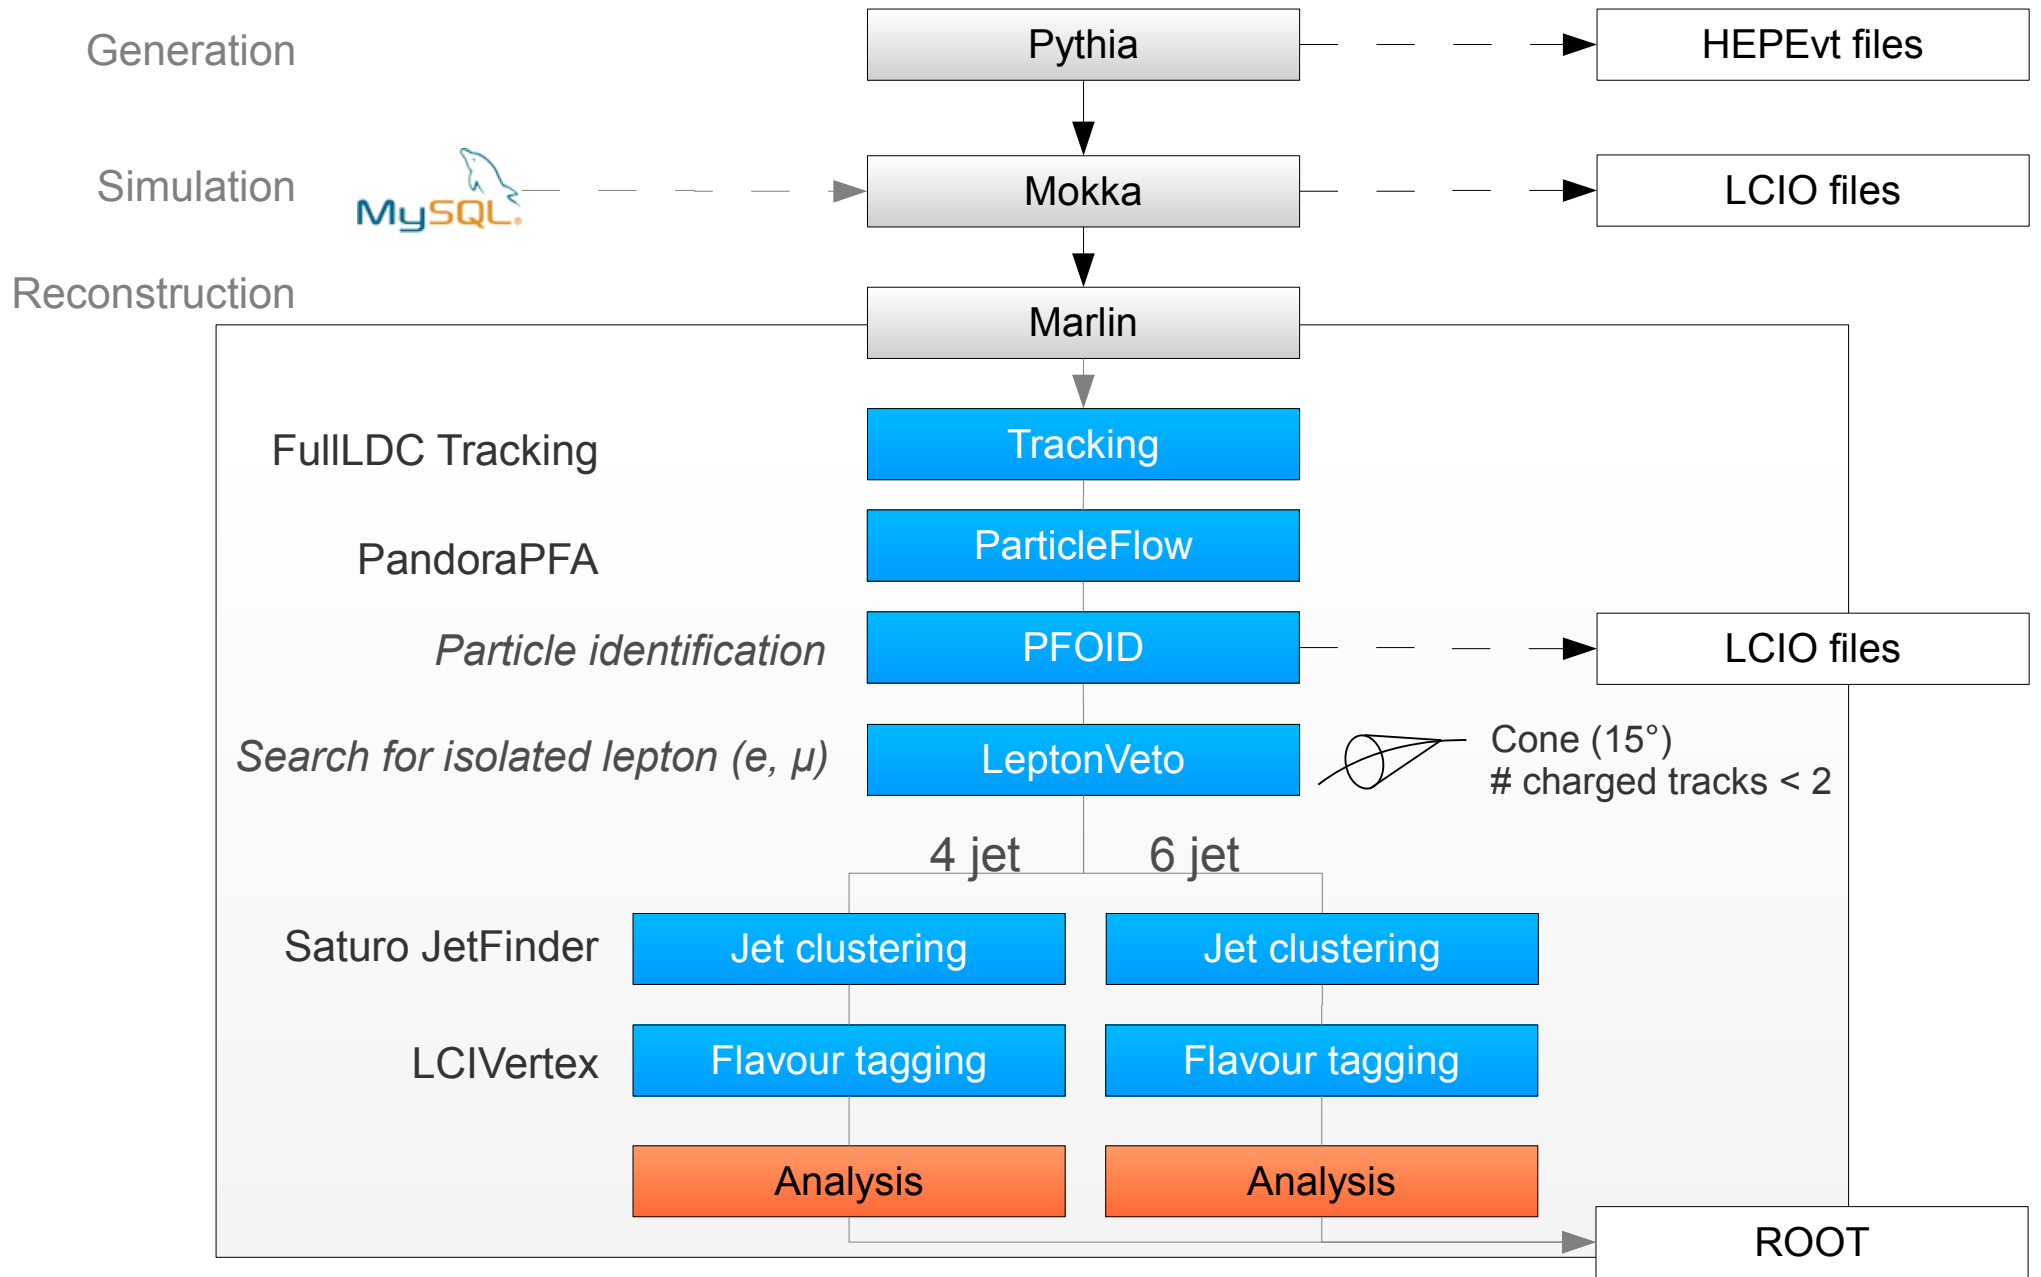 Generation
Pythia
HEPEvt files
Simulation
MySQL®
Mokka
LCIO files
Reconstruction
Marlin
FullLDC Tracking
Tracking
PandoraPFA
ParticleFlow
Particle identification
PFOID
LCIO files
Search for isolated lepton (e, μ)
LeptonVeto
Cone (15°)
# charged tracks < 2
4 jet
6 jet
Saturo JetFinder
Jet clustering
Jet clustering
LCIVertex
Flavour tagging
Flavour tagging
Analysis
Analysis
ROOT